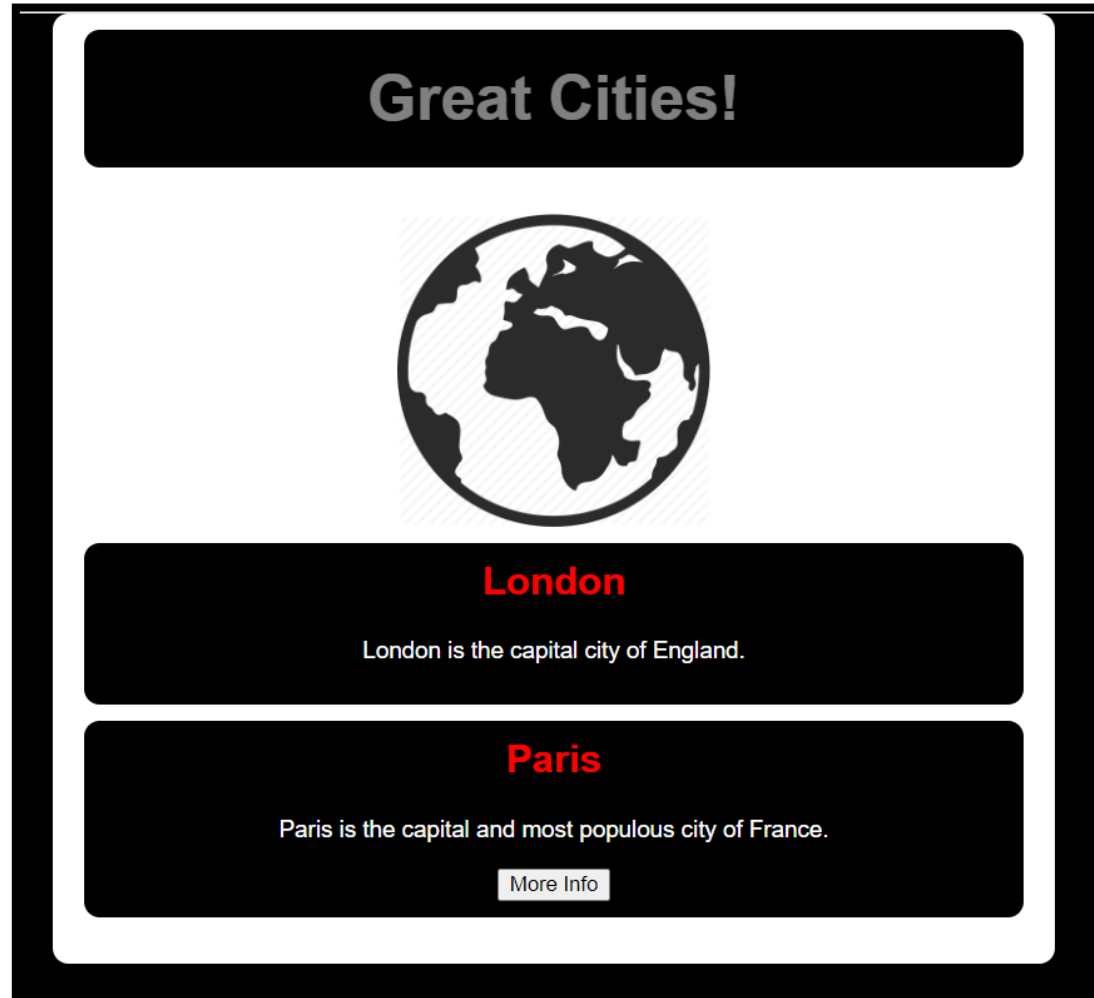 Great Cities!
London
London is the capital city of England.
Paris
Paris is the capital and most populous city of France.
More Info